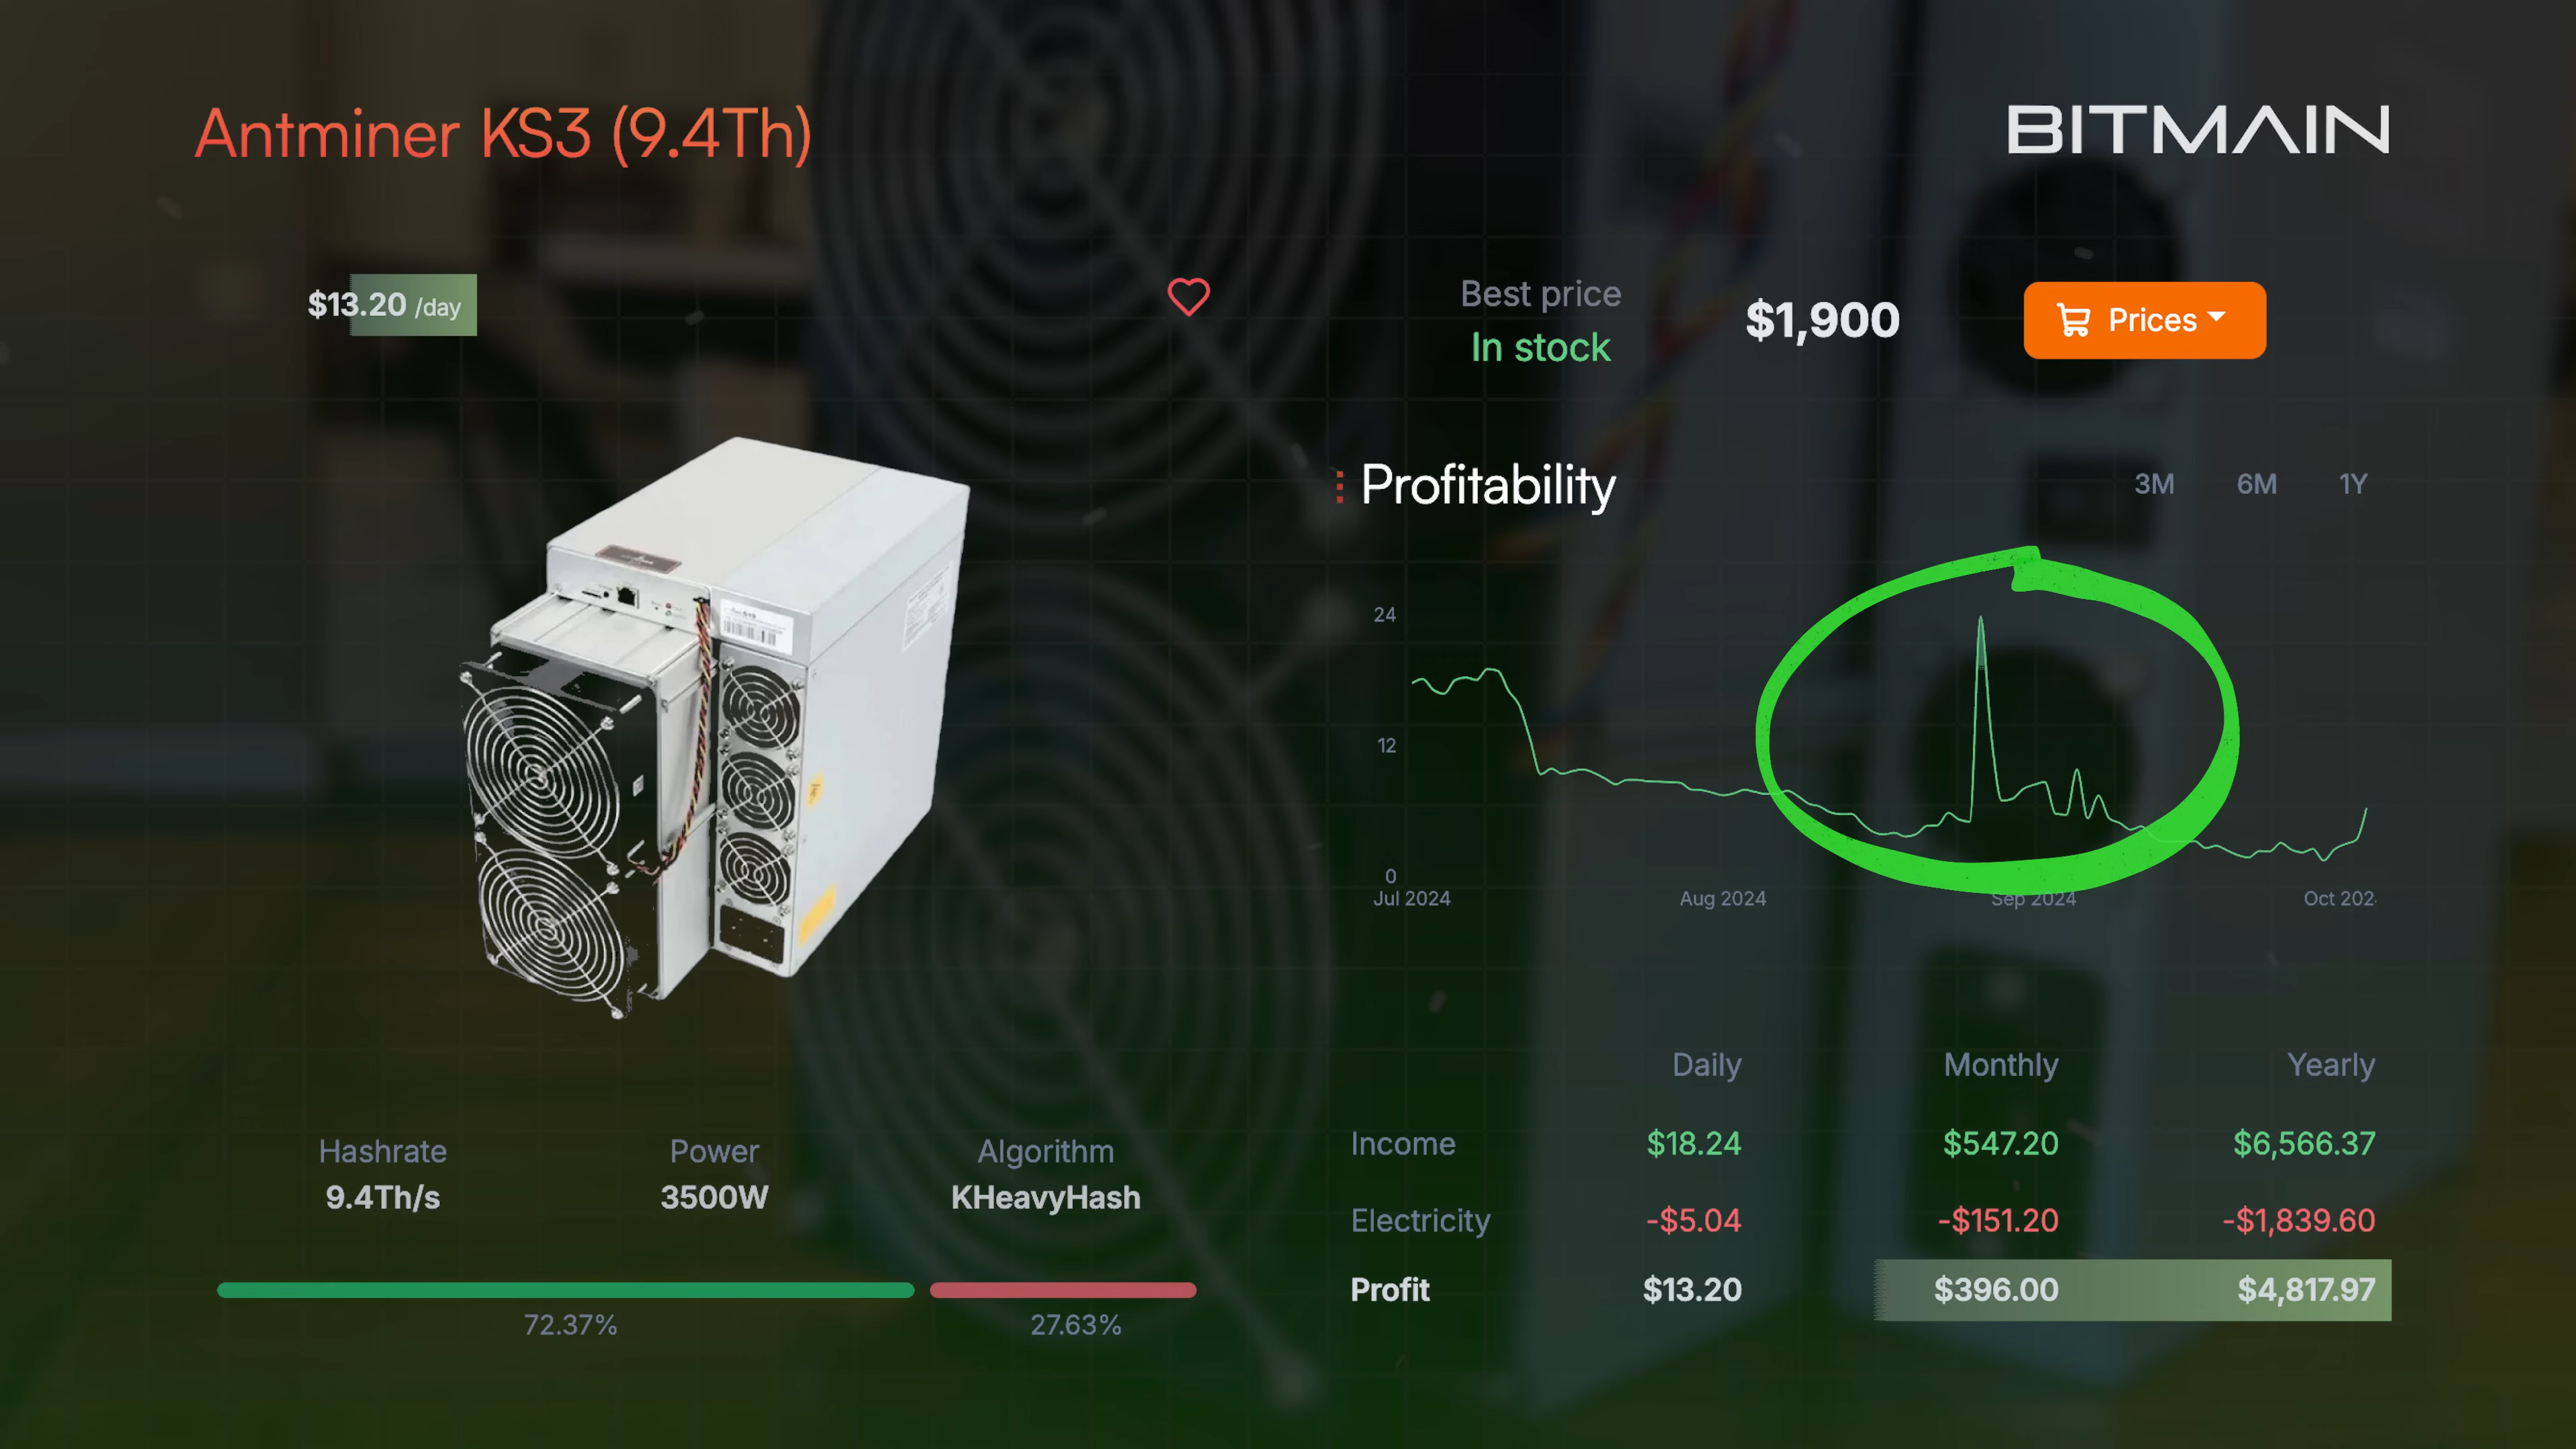 Antminer KS3 (9.4Th)
BITMAIN
$13.20 /day
Best price
In stock
$1,900
Prices
Profitability
3M 6M 1Y
24
12
0
Jul 2024 Aug 2024 Sep 2024 Oct 202
Hashrate Power Algorithm
9.4Th/s 3500W KHeavyHash
72.37% 27.63%
Daily Monthly Yearly
Income $18.24 $547.20 $6,566.37
Electricity -$5.04 -$151.20 -$1,839.60
Profit $13.20 $396.00 $4,817.97